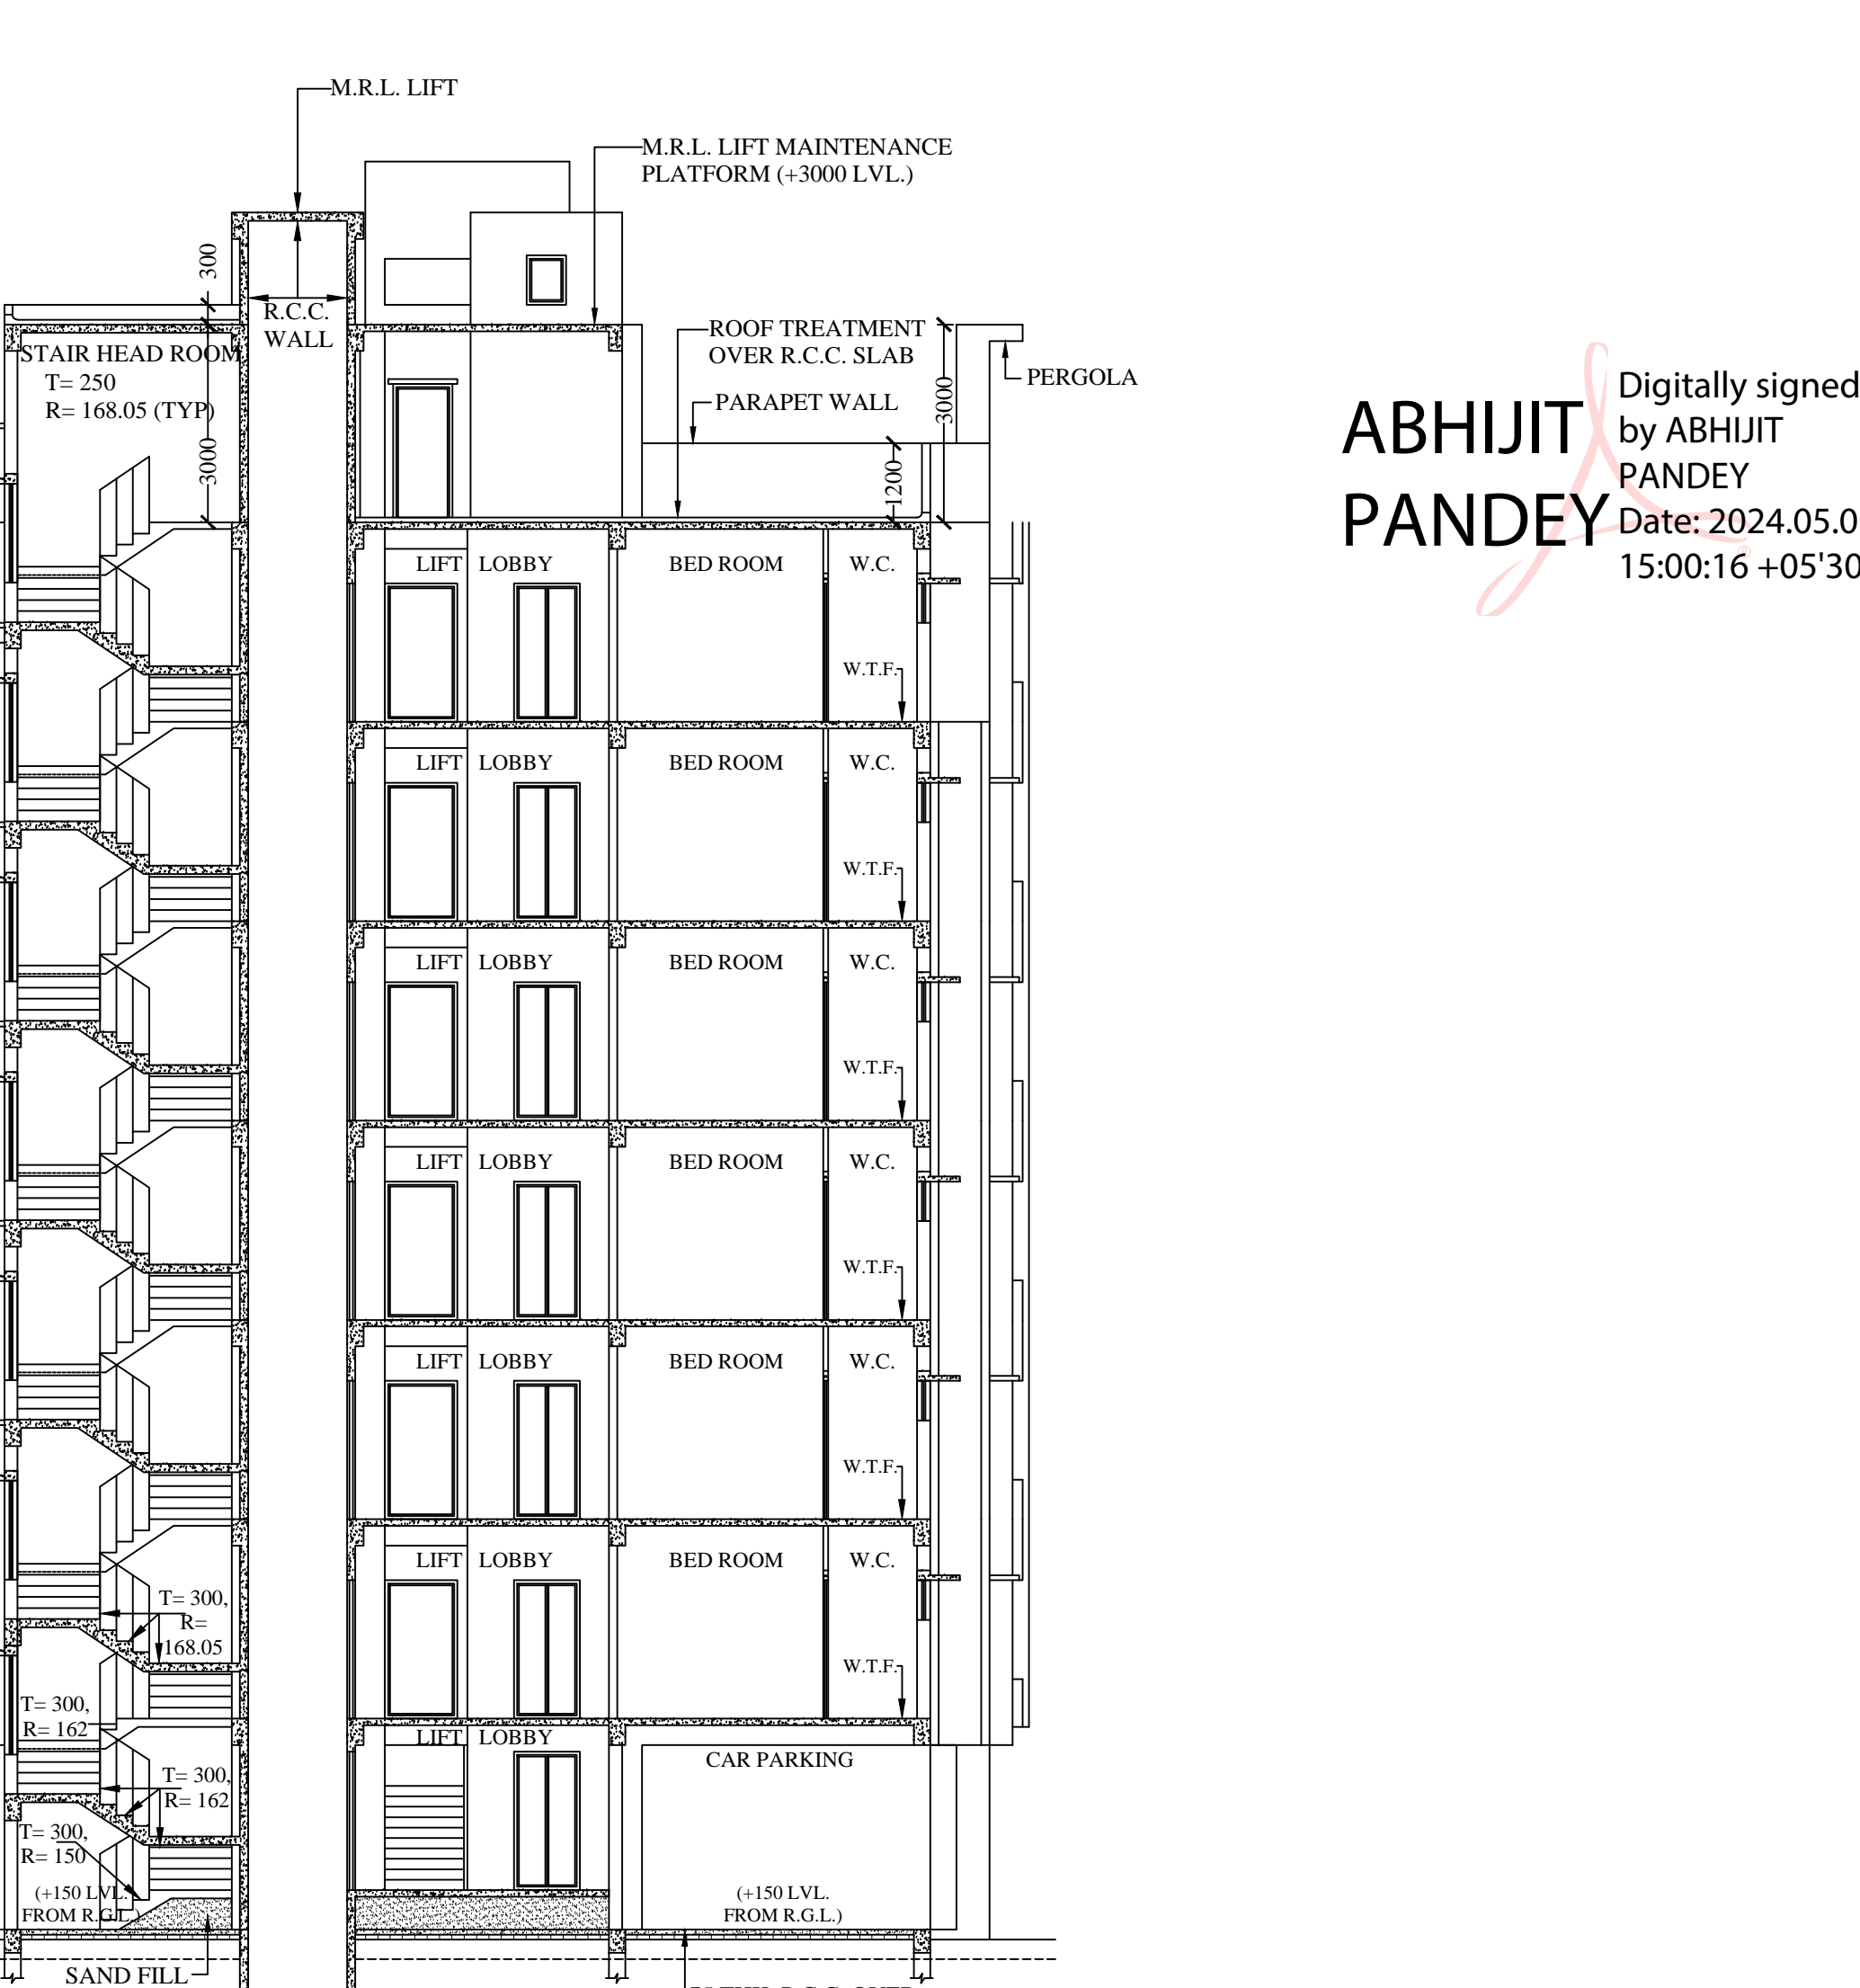 M.R.L. LIFT
M.R.L. LIFT MAINTENANCE
PLATFORM (+3000 LVL.)
300
R.C.C.
WALL
STAIR HEAD ROOM
T= 250
R= 168.05 (TYP)
3000
ROOF TREATMENT
OVER R.C.C. SLAB
PARAPET WALL
3000
1200
PERGOLA
ABHIJIT
PANDEY
Digitally signed
by ABHIJIT
PANDEY
Date: 2024.05.0
15:00:16 +05'30
LIFT LOBBY BED ROOM W.C.
W.T.F.
LIFT LOBBY BED ROOM W.C.
W.T.F.
LIFT LOBBY BED ROOM W.C.
W.T.F.
LIFT LOBBY BED ROOM W.C.
W.T.F.
LIFT LOBBY BED ROOM W.C.
W.T.F.
LIFT LOBBY BED ROOM W.C.
T= 300,
R=
168.05
W.T.F.
T= 300,
R= 162
LIFT LOBBY
CAR PARKING
T= 300,
R= 162
T= 300,
R= 150
(+150 LVL.
FROM R.G.L.)
(+150 LVL.
FROM R.G.L.)
SAND FILL